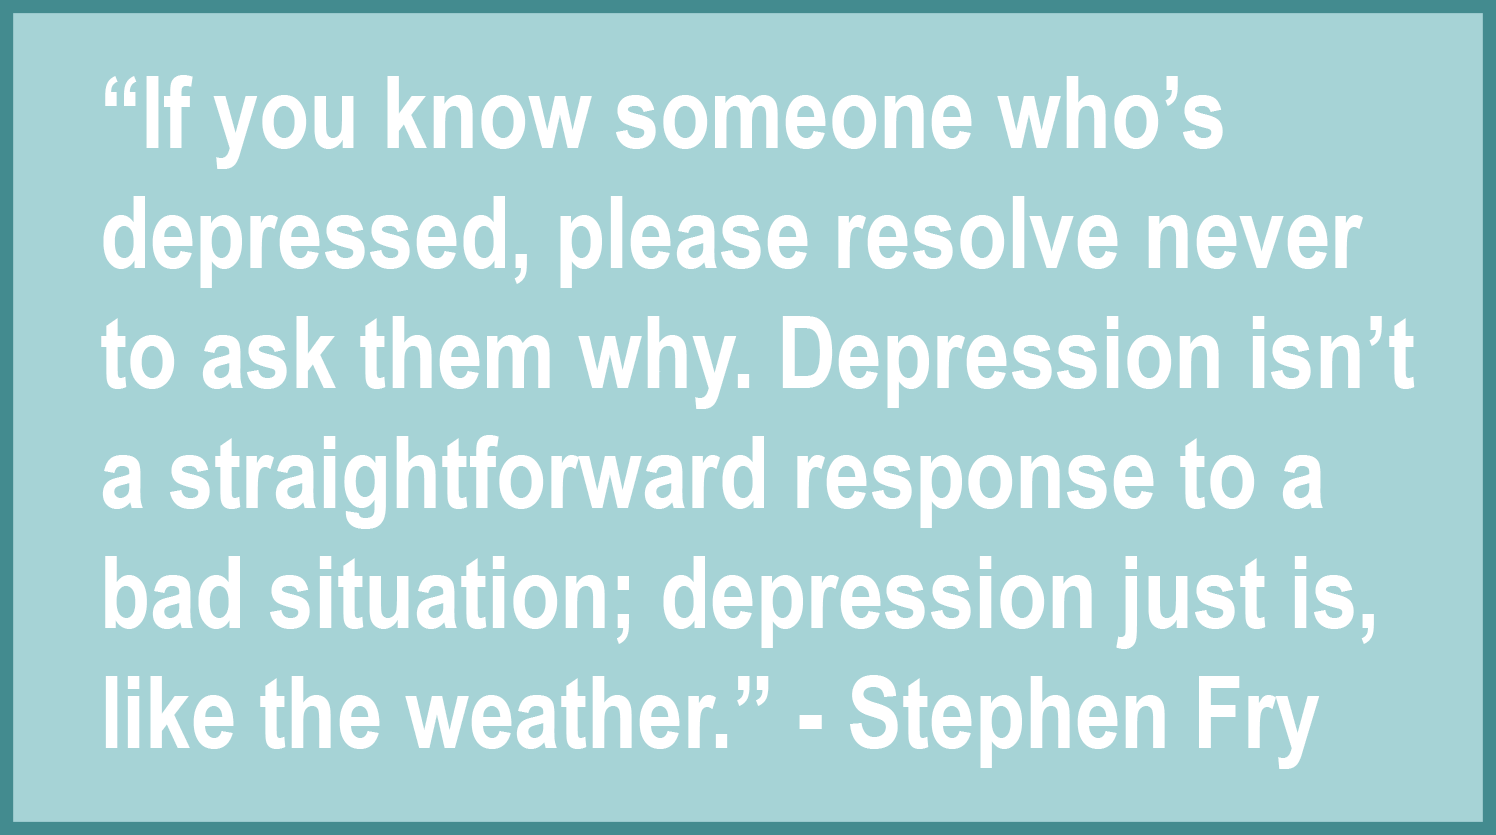 “If you know someone who’s
depressed, please resolve never
to ask them why. Depression isn’t
a straightforward response to a
bad situation; depression just is,
like the weather.” - Stephen Fry